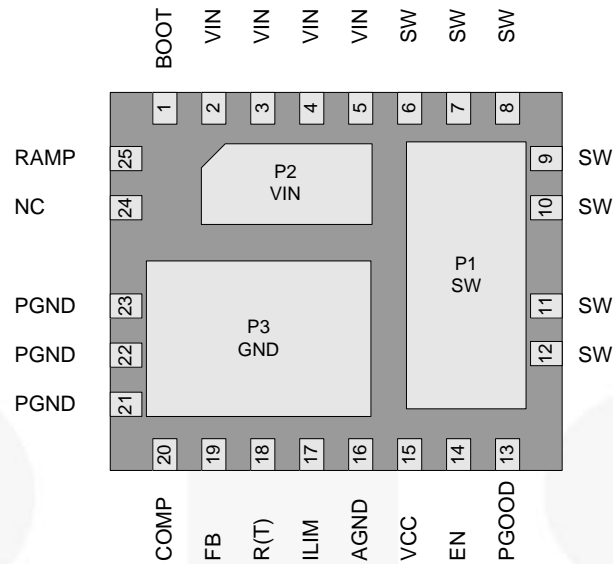 BOOT
VIN
VIN
VIN
VIN
SW
SW
SW
1
2
3
4
5
6
7
8
RAMP
25
9
SW
P2
VIN
NC
24
10
SW
P1
SW
PGND
23
11
SW
P3
GND
PGND
22
12
SW
PGND
21
20
19
18
17
16
15
14
13
COMP
FB
R(T)
ILIM
AGND
VCC
EN
PGOOD